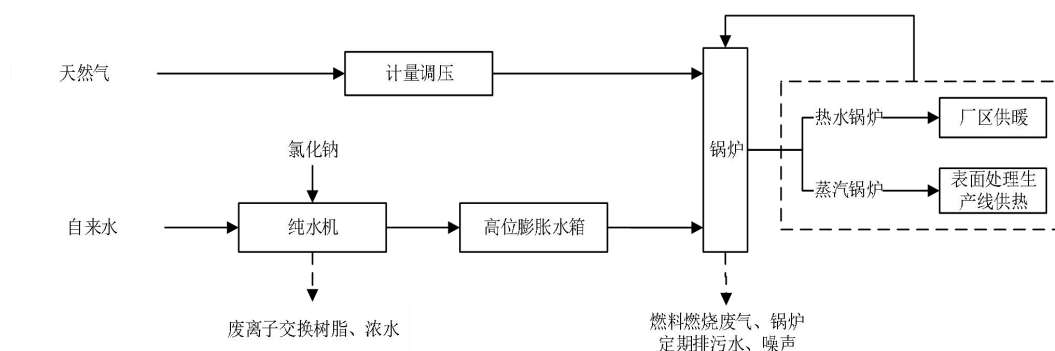 天然气
计量调压
热水锅炉
厂区供暖
氯化钠
锅炉
蒸汽锅炉
表面处理生
产线供热
自来水
纯水机
高位膨胀水箱
废离子交换树脂、浓水
燃料燃烧废气、锅炉
定期排污水、噪声